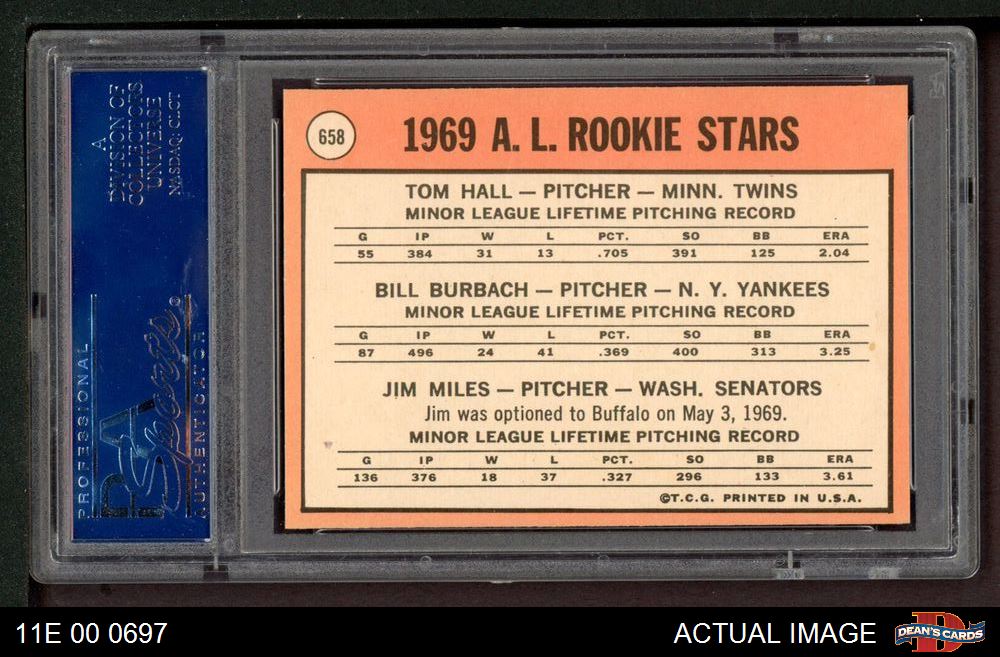 A
DIVISION OF
COLLECTORS
UNIVERSE
NASDAQ: CLCT
PROFESSIONAL
PSA
Sports
®
AUTHENTICATOR
658
1969 A. L. ROOKIE STARS
TOM HALL — PITCHER — MINN. TWINS
MINOR LEAGUE LIFETIME PITCHING RECORD
G IP W L PCT. SO BB ERA
55 384 31 13 .705 391 125 2.04
BILL BURBACH — PITCHER — N. Y. YANKEES
MINOR LEAGUE LIFETIME PITCHING RECORD
G IP W L PCT. SO BB ERA
87 496 24 41 .369 400 313 3.25
JIM MILES — PITCHER — WASH. SENATORS
Jim was optioned to Buffalo on May 3, 1969.
MINOR LEAGUE LIFETIME PITCHING RECORD
G IP W L PCT. SO BB ERA
136 376 18 37 .327 296 133 3.61
©T.C.G. PRINTED IN U.S.A.
11E 00 0697
ACTUAL IMAGE
D
DEAN'S CARDS